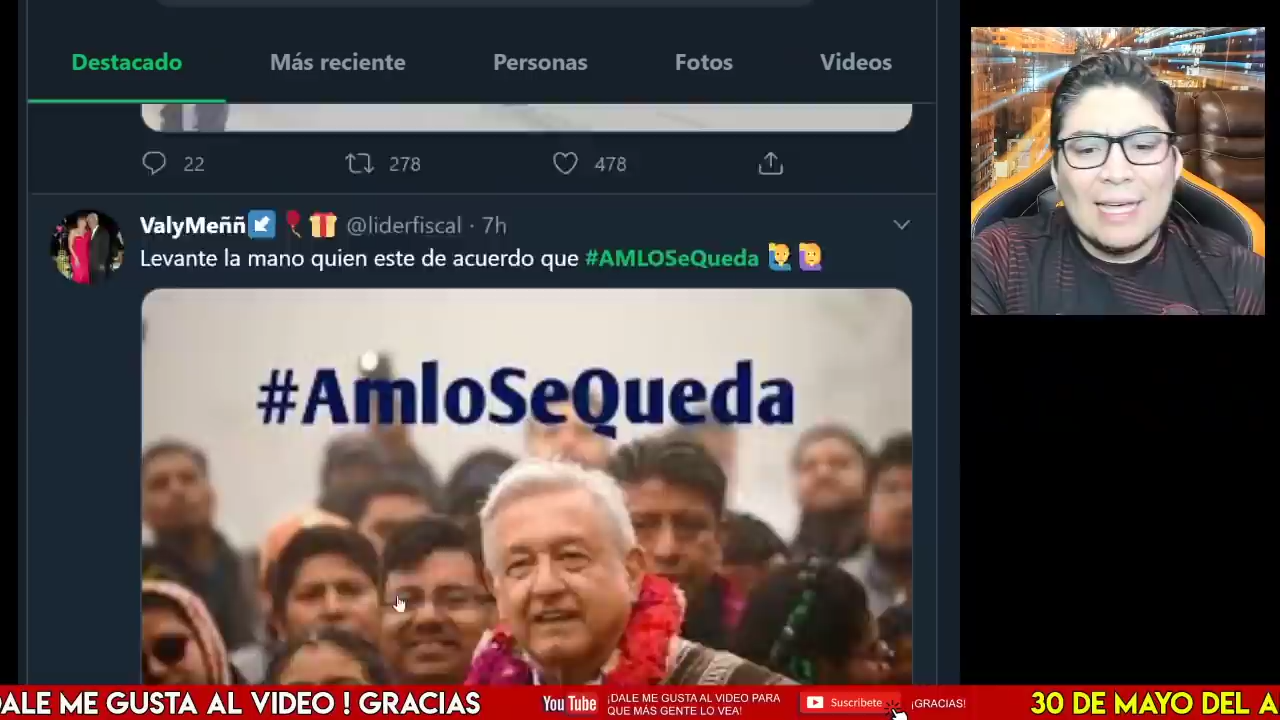 Destacado Más reciente Personas Fotos Videos
22 278 478
ValyMeññ @liderfiscal · 7h
Levante la mano quien este de acuerdo que #AMLOSeQueda
#AmloSeQueda
DALE ME GUSTA AL VIDEO ! GRACIAS
YouTube
¡DALE ME GUSTA AL VIDEO PARA
QUE MÁS GENTE LO VEA!
Suscribete
¡GRACIAS!
30 DE MAYO DEL A